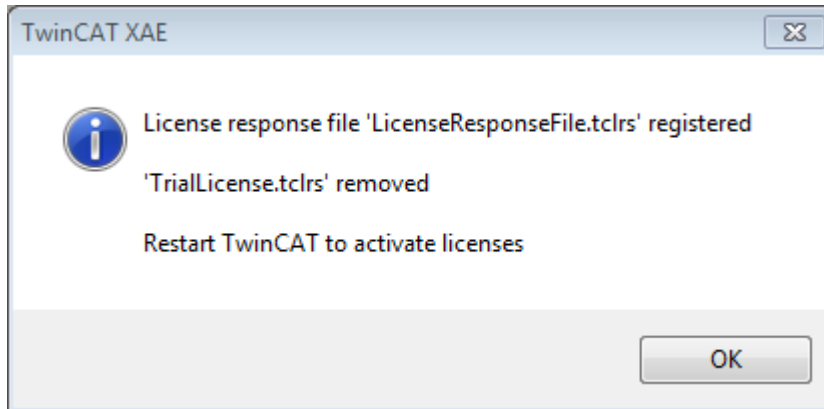 TwinCAT XAE
License response file 'LicenseResponseFile.tclrs' registered
'TrialLicense.tclrs' removed
Restart TwinCAT to activate licenses
OK